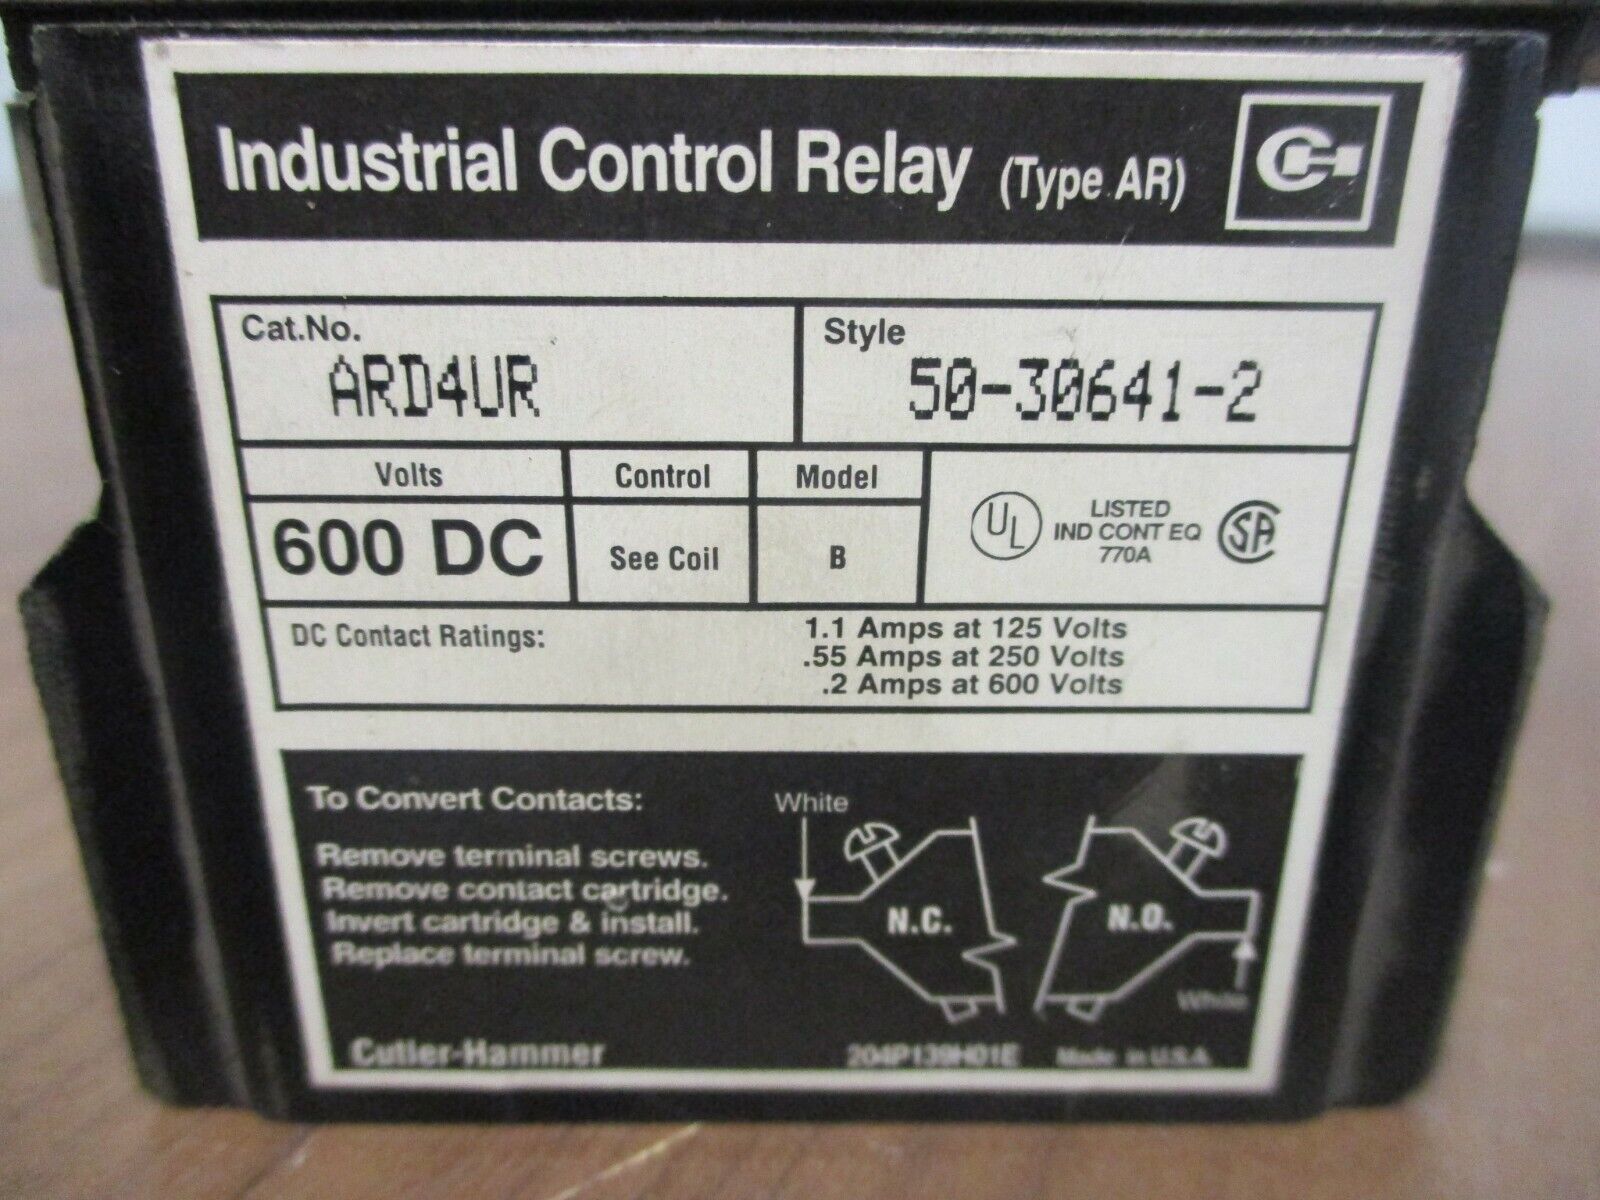 Industrial Control Relay (Type AR)
Cat.No.
ARD4UR
Style
50-30641-2
Volts
600 DC
Control
See Coil
Model
B
UL
LISTED
IND CONT EQ
770A
SA
DC Contact Ratings:
1.1 Amps at 125 Volts
.55 Amps at 250 Volts
.2 Amps at 600 Volts
To Convert Contacts:
Remove terminal screws.
Remove contact cartridge.
Invert cartridge & install.
Replace terminal screw.
White
N.C.
N.O.
White
Cutler-Hammer
204P139H01E Made in U.S.A.